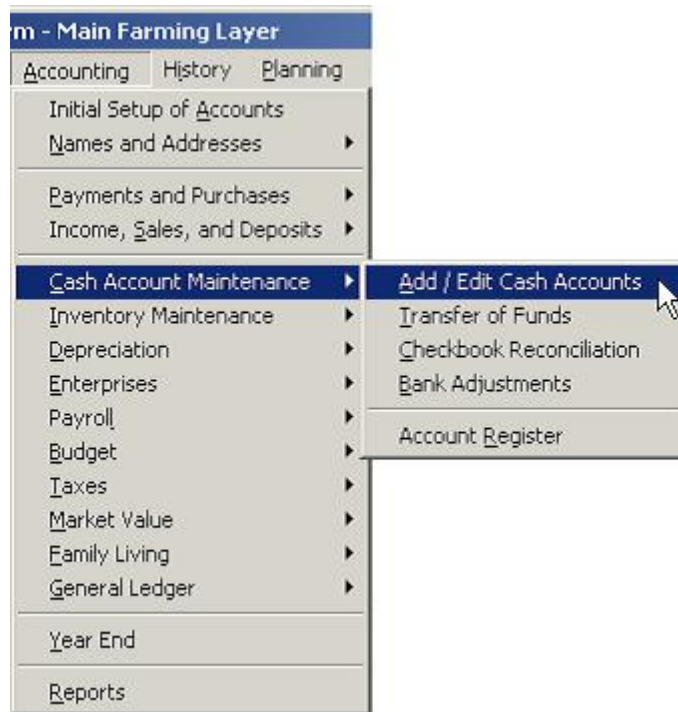 m - Main Farming Layer
Accounting History Planning
Initial Setup of Accounts
Names and Addresses
Payments and Purchases
Income, Sales, and Deposits
Cash Account Maintenance
Add / Edit Cash Accounts
Inventory Maintenance
Transfer of Funds
Depreciation
Checkbook Reconciliation
Enterprises
Bank Adjustments
Payroll
Account Register
Budget
Taxes
Market Value
Family Living
General Ledger
Year End
Reports